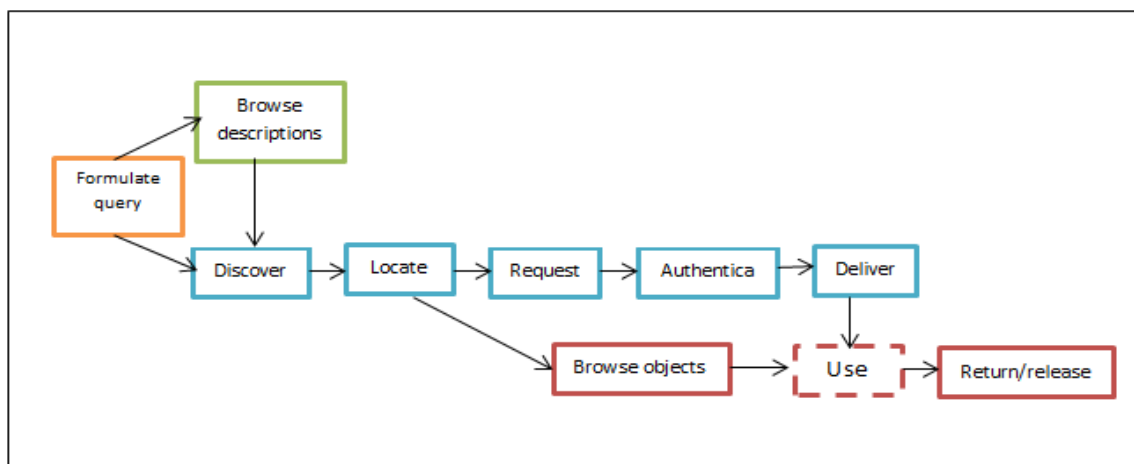 Browse
descriptions
Formulate
query
Discover
Locate
Request
Authentica
Deliver
Browse objects
Use
Return/release